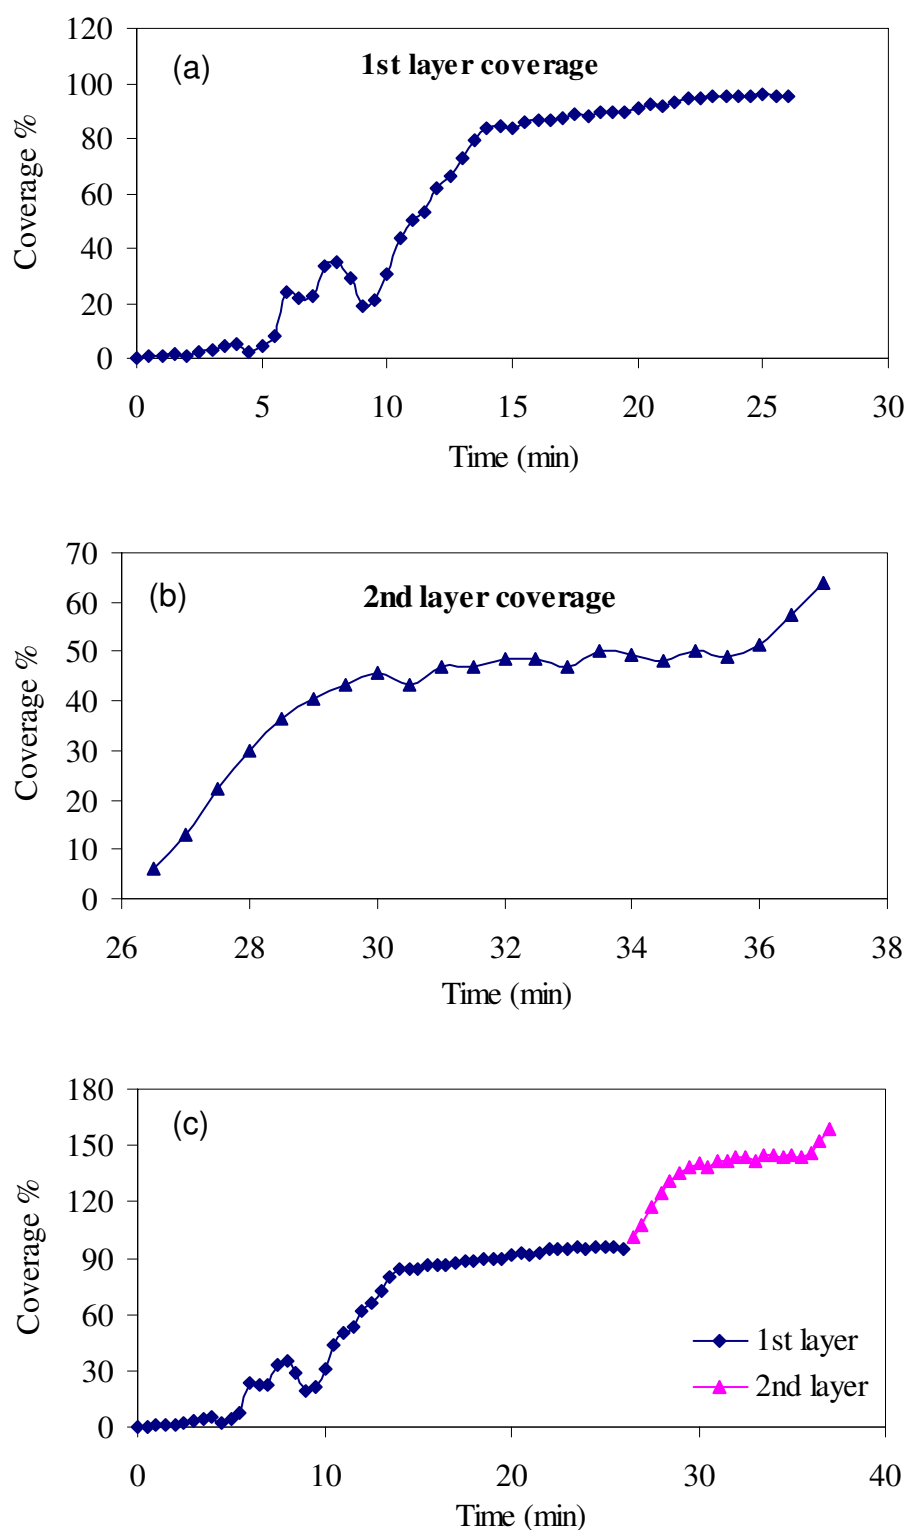 (a)
1st layer coverage
120
100
80
60
40
20
0
Coverage %
0 5 10 15 20 25 30
Time (min)
(b)
2nd layer coverage
70
60
50
40
30
20
10
0
Coverage %
26 28 30 32 34 36 38
Time (min)
(c)
180
150
120
90
60
30
0
Coverage %
1st layer
2nd layer
0 10 20 30 40
Time (min)